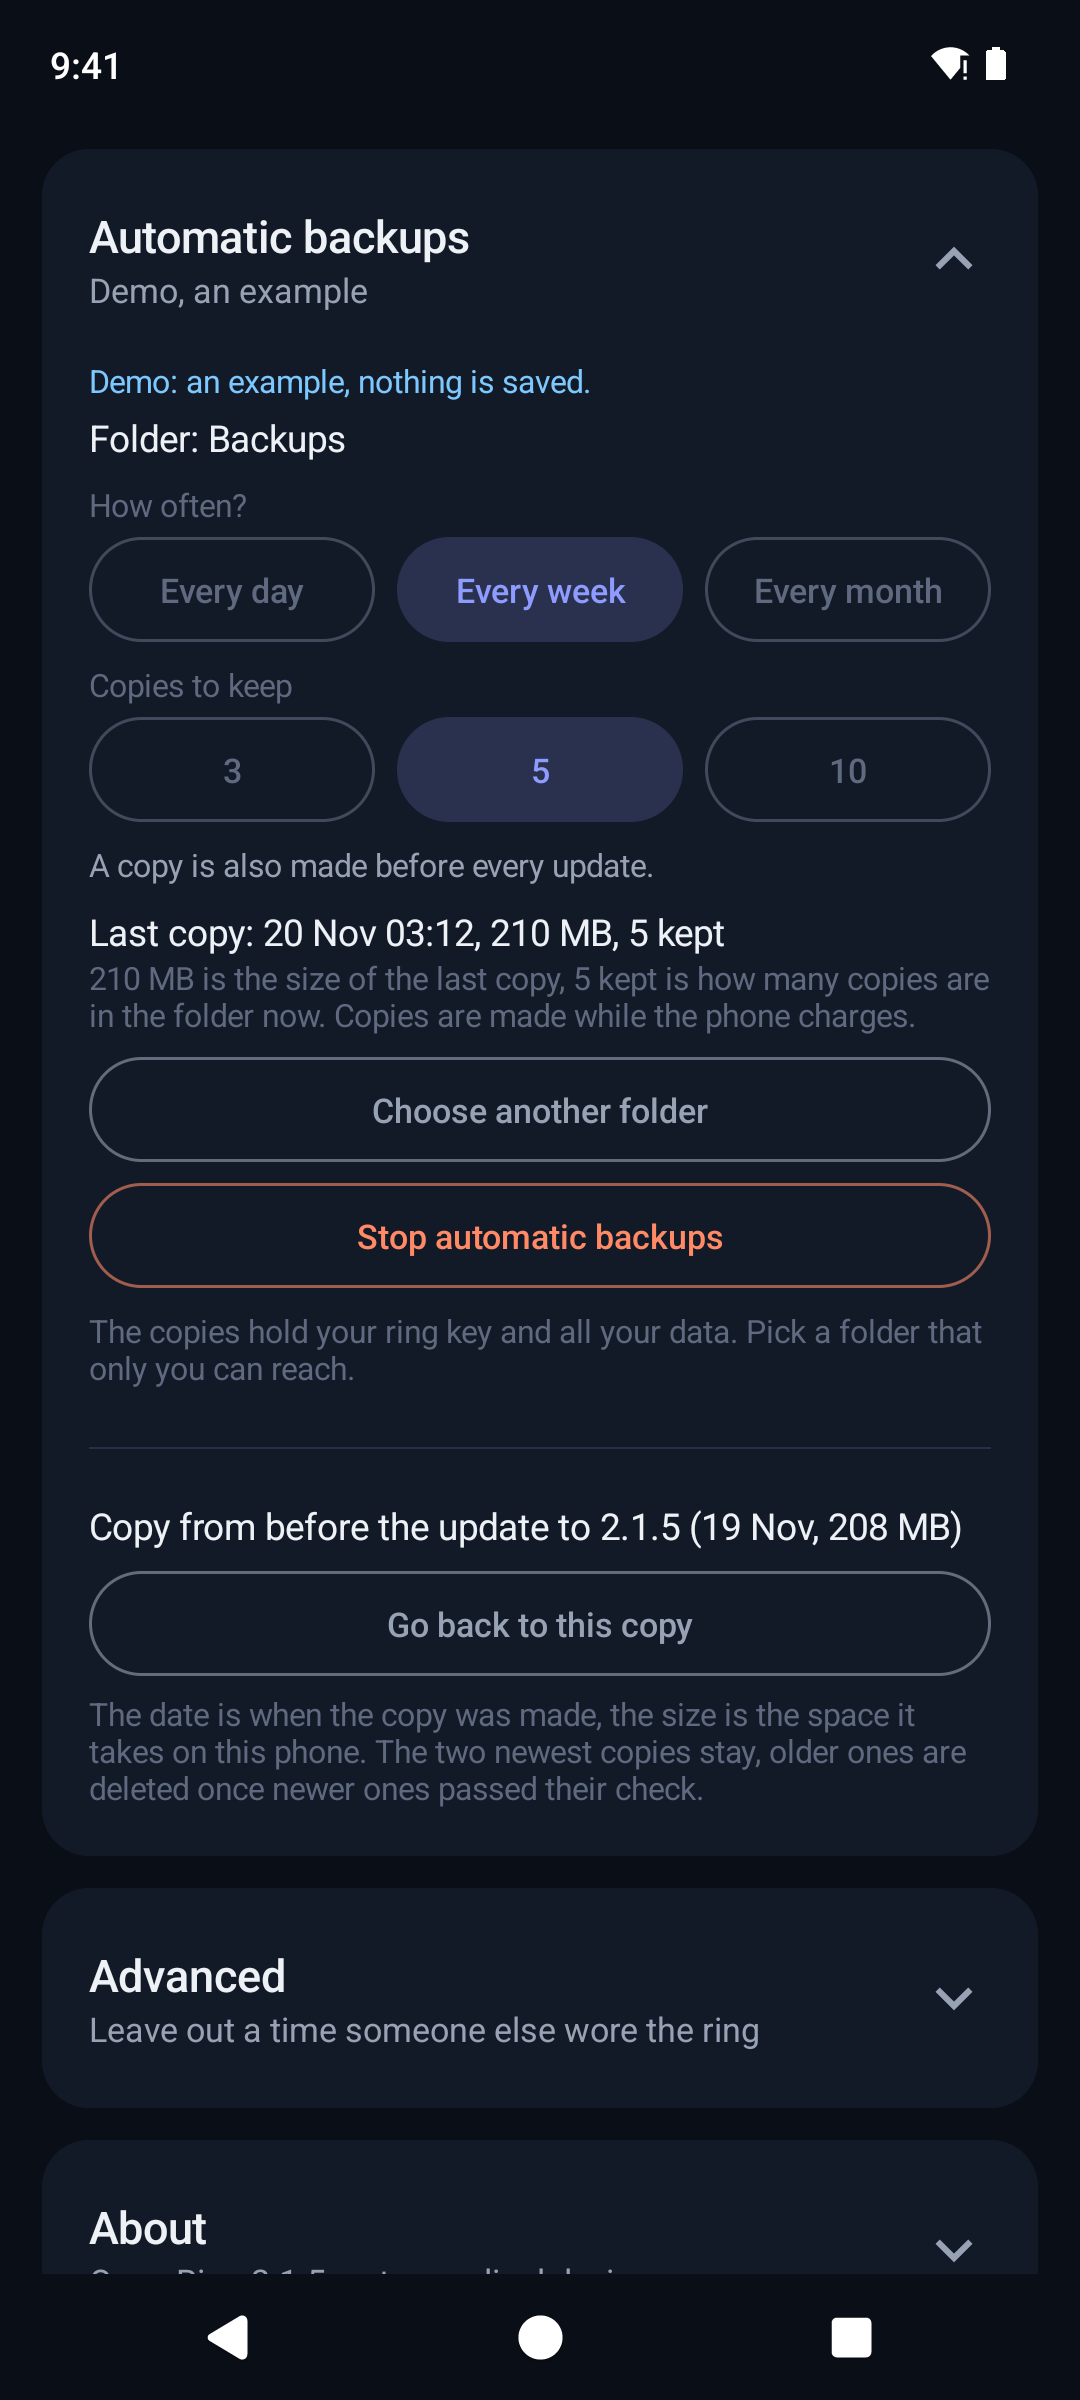 9:41
Automatic backups
Demo, an example
Demo: an example, nothing is saved.
Folder: Backups
How often?
Every day
Every week
Every month
Copies to keep
3
5
10
A copy is also made before every update.
Last copy: 20 Nov 03:12, 210 MB, 5 kept
210 MB is the size of the last copy, 5 kept is how many copies are
in the folder now. Copies are made while the phone charges.
Choose another folder
Stop automatic backups
The copies hold your ring key and all your data. Pick a folder that
only you can reach.
Copy from before the update to 2.1.5 (19 Nov, 208 MB)
Go back to this copy
The date is when the copy was made, the size is the space it
takes on this phone. The two newest copies stay, older ones are
deleted once newer ones passed their check.
Advanced
Leave out a time someone else wore the ring
About